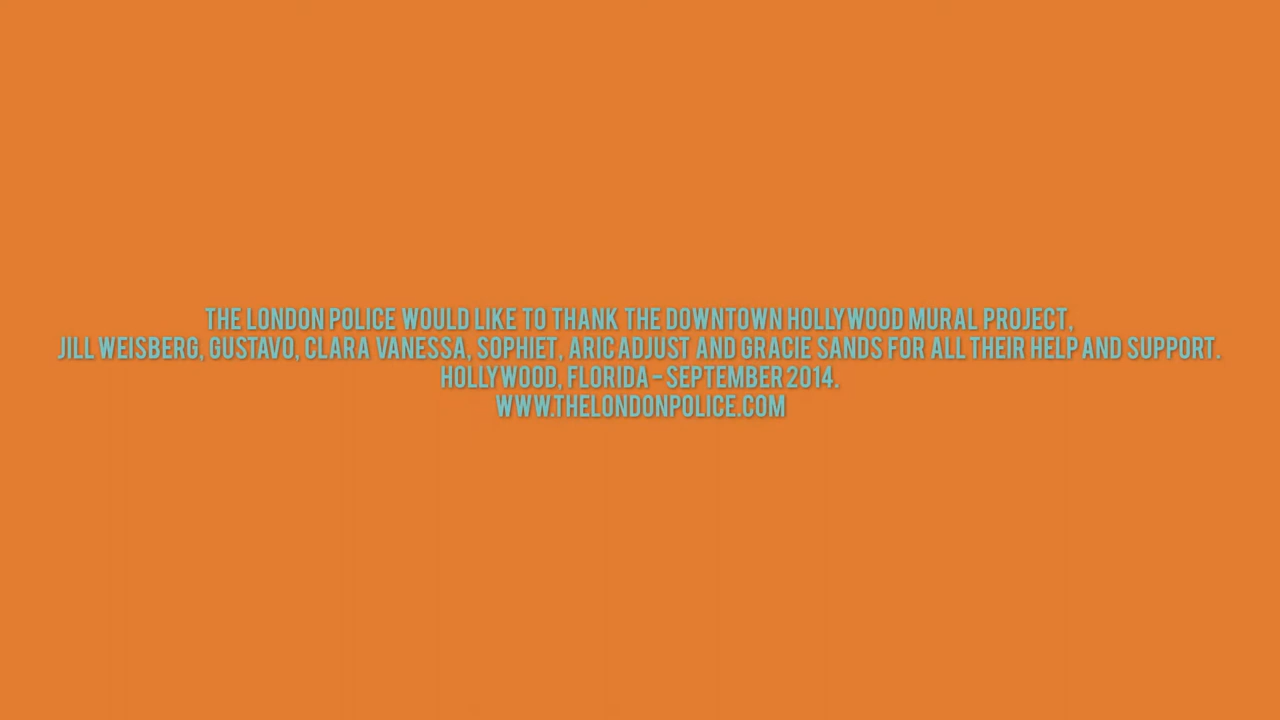 THE LONDON POLICE WOULD LIKE TO THANK THE DOWNTOWN HOLLYWOOD MURAL PROJECT,
JILL WEISBERG, GUSTAVO, CLARA VANESSA, SOPHIET, ARIC ADJUST AND GRACIE SANDS FOR ALL THEIR HELP AND SUPPORT.
HOLLYWOOD, FLORIDA - SEPTEMBER 2014.
WWW.THELONDONPOLICE.COM